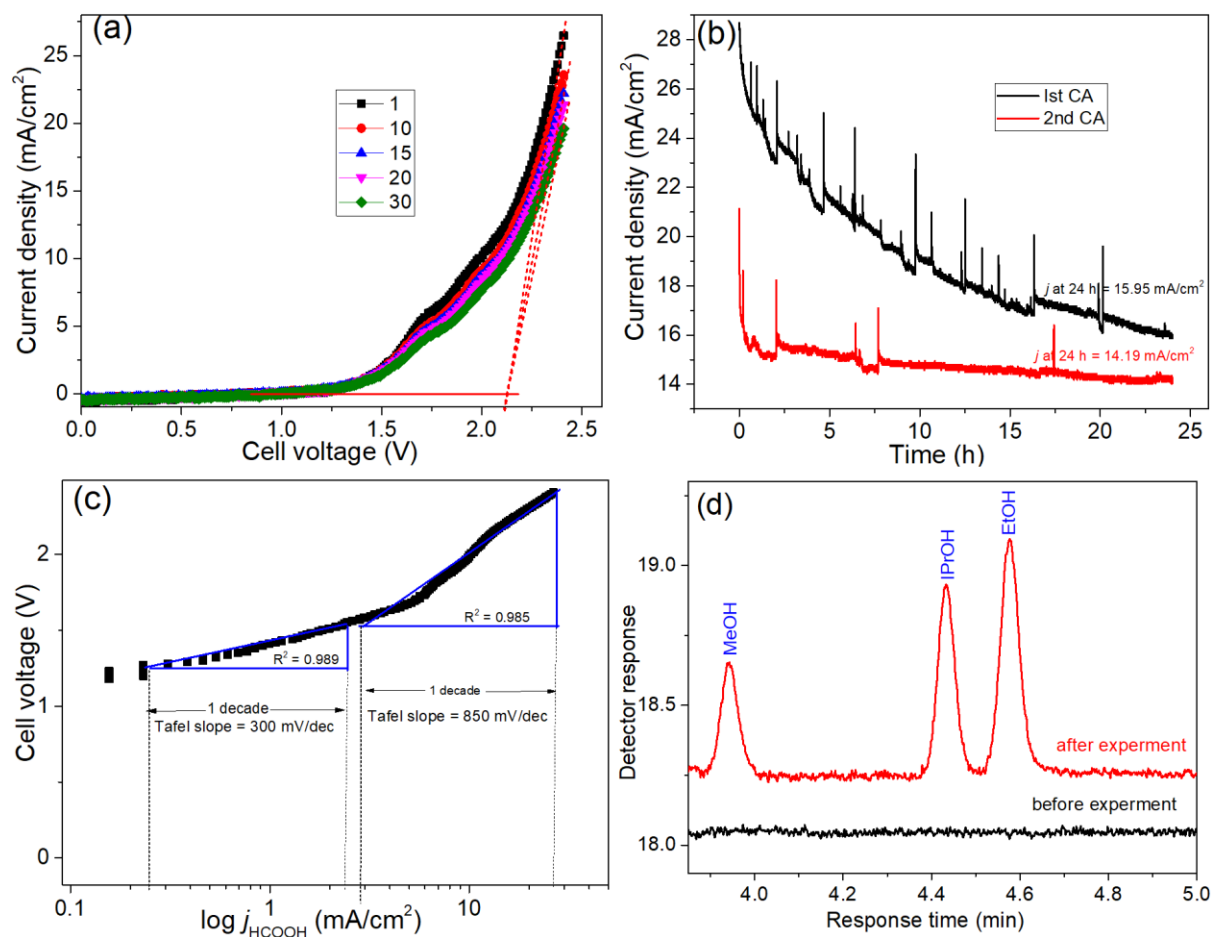 (a)
25
20
15
10
5
0
Current density (mA/cm²)
1
10
15
20
30
0.0 0.5 1.0 1.5 2.0 2.5
Cell voltage (V)
(b)
28
26
24
22
20
18
16
14
Current density (mA/cm²)
Ist CA
2nd CA
j at 24 h = 15.95 mA/cm²
j at 24 h = 14.19 mA/cm²
0 5 10 15 20 25
Time (h)
(c)
2
1
0
Cell voltage (V)
R² = 0.989
R² = 0.985
1 decade
Tafel slope = 300 mV/dec
1 decade
Tafel slope = 850 mV/dec
0.1 1 10
log jHCOOH (mA/cm²)
(d)
19.0
18.5
18.0
Detector response
MeOH
IPrOH
EtOH
after experment
before experment
4.0 4.2 4.4 4.6 4.8 5.0
Response time (min)